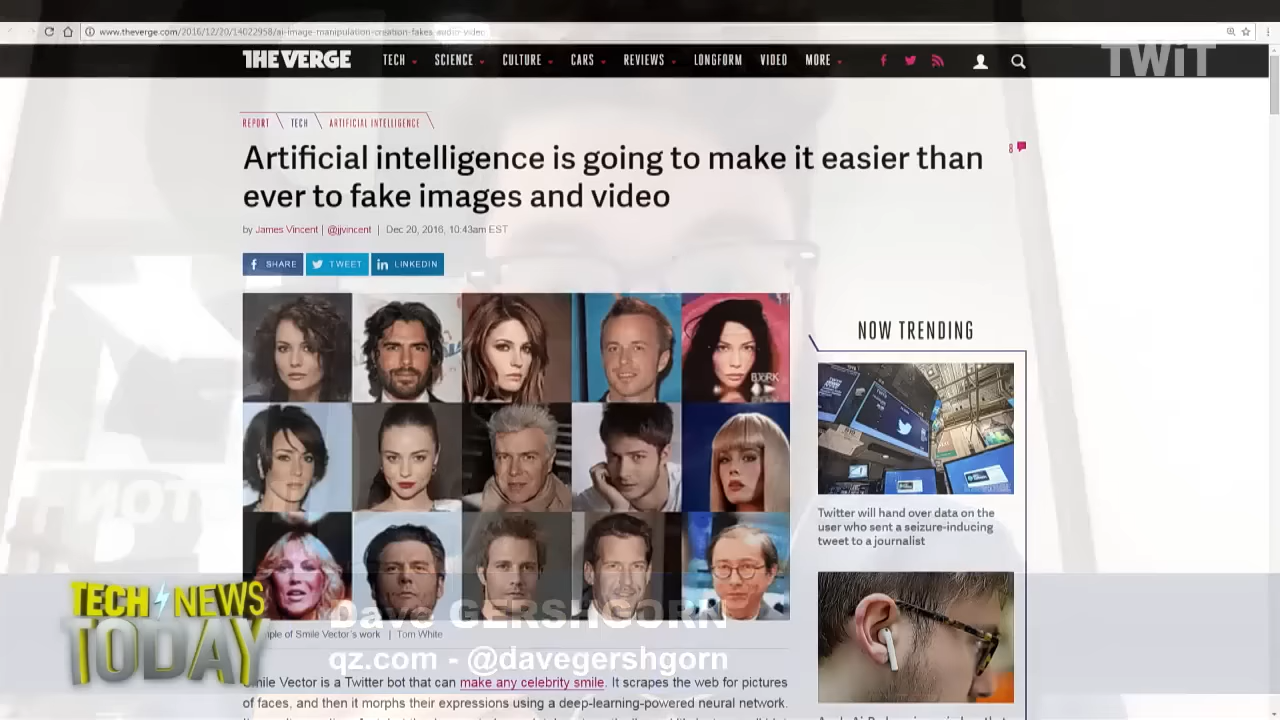 www.theverge.com/2016/12/20/14022958/ai-image-manipulation-creation-fakes-audio-video
TWiT
THE VERGE
TECH SCIENCE CULTURE CARS REVIEWS LONGFORM VIDEO MORE
REPORT TECH ARTIFICIAL INTELLIGENCE
Artificial intelligence is going to make it easier than
ever to fake images and video
8
by James Vincent | @jjvincent | Dec 20, 2016, 10:43am EST
SHARE TWEET LINKEDIN
BJORK
NOW TRENDING
Twitter will hand over data on the
user who sent a seizure-inducing
tweet to a journalist
TECH NEWS
TODAY
Dave GERSHGORN
qz.com - @davegershgorn
of Smile Vector's work | Tom White
Smile Vector is a Twitter bot that can make any celebrity smile. It scrapes the web for pictures
of faces, and then it morphs their expressions using a deep-learning-powered neural network.